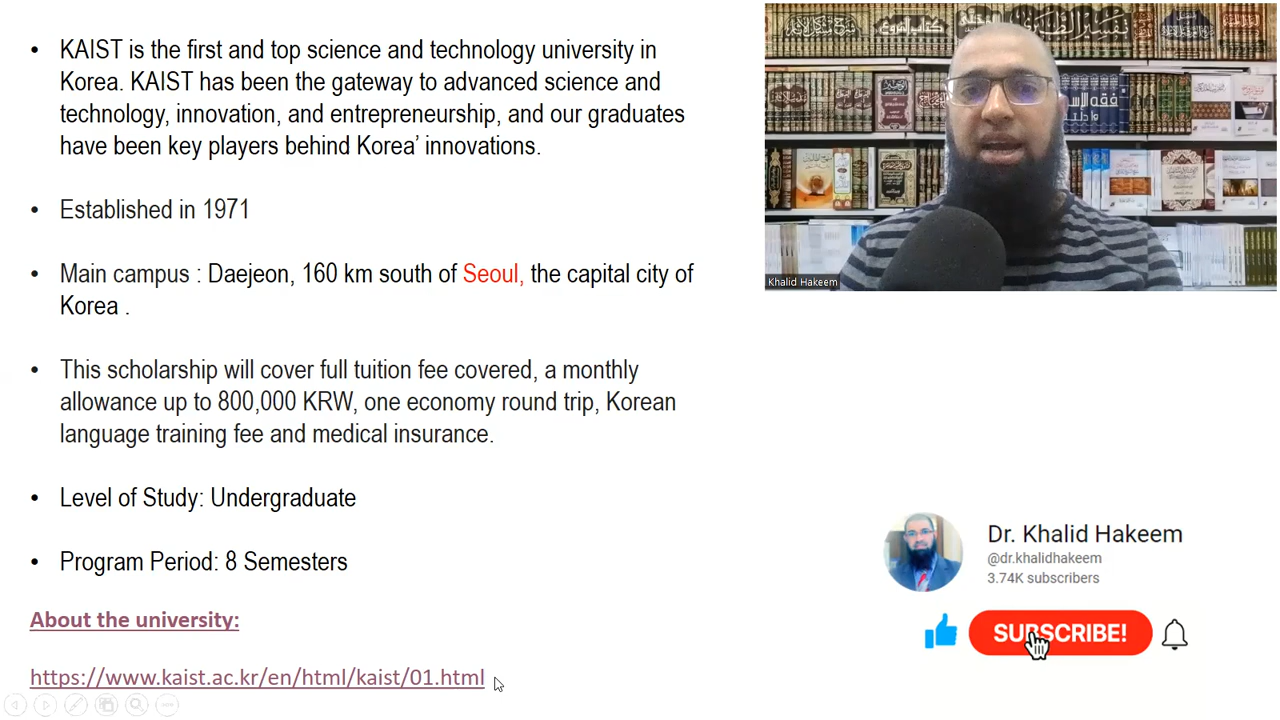 • KAIST is the first and top science and technology university in
Korea. KAIST has been the gateway to advanced science and
technology, innovation, and entrepreneurship, and our graduates
have been key players behind Korea’ innovations.
• Established in 1971
• Main campus : Daejeon, 160 km south of Seoul, the capital city of
Korea .
• This scholarship will cover full tuition fee covered, a monthly
allowance up to 800,000 KRW, one economy round trip, Korean
language training fee and medical insurance.
• Level of Study: Undergraduate
• Program Period: 8 Semesters
About the university:
https://www.kaist.ac.kr/en/html/kaist/01.html
Khalid Hakeem
Dr. Khalid Hakeem
@dr.khalidhakeem
3.74K subscribers
SUBSCRIBE!